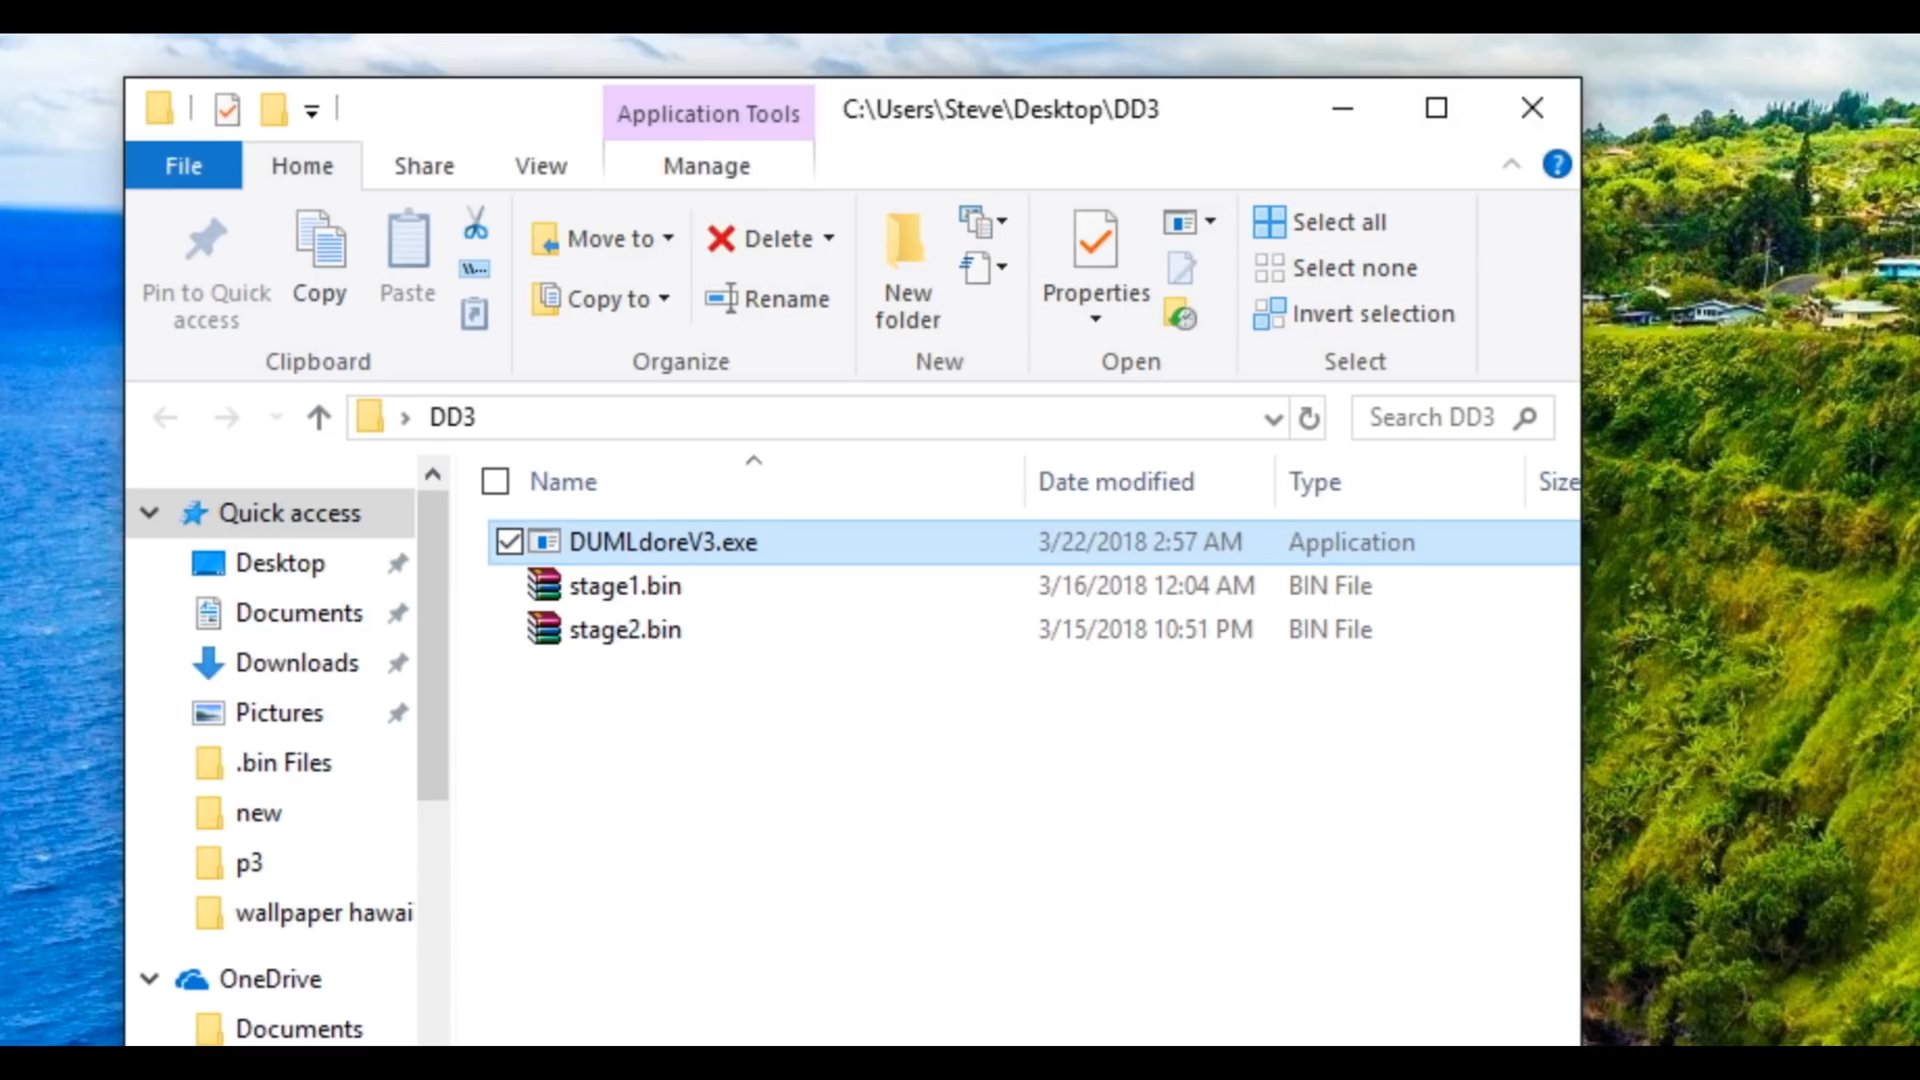 Application Tools
C:\Users\Steve\Desktop\DD3
File
Home
Share
View
Manage
Pin to Quick
access
Copy
Paste
Clipboard
Move to
Copy to
Delete
Rename
Organize
New
folder
New
Properties
Open
Select all
Select none
Invert selection
Select
DD3
Search DD3
Name
Date modified
Type
Size
DUMLdoreV3.exe
3/22/2018 2:57 AM
Application
stage1.bin
3/16/2018 12:04 AM
BIN File
stage2.bin
3/15/2018 10:51 PM
BIN File
Quick access
Desktop
Documents
Downloads
Pictures
.bin Files
new
p3
wallpaper hawai
OneDrive
Documents